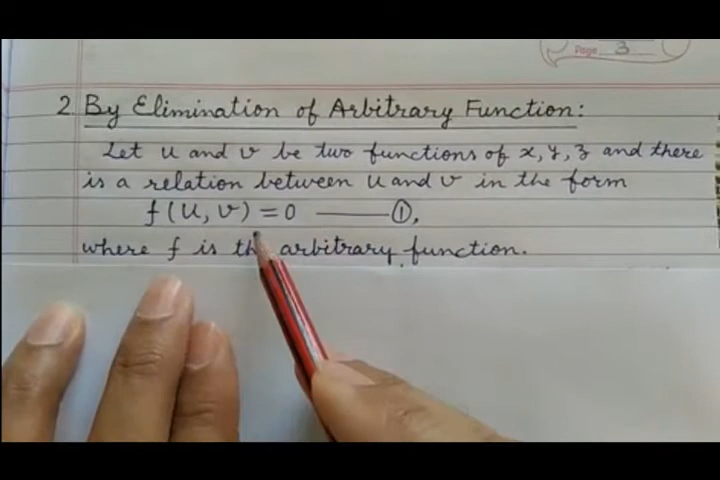 Page 3
2. By Elimination of Arbitrary Function:
Let u and v be two functions of x, y, z and there
is a relation between u and v in the form
f(u, v) = 0 —— ①,
where f is the arbitrary function.